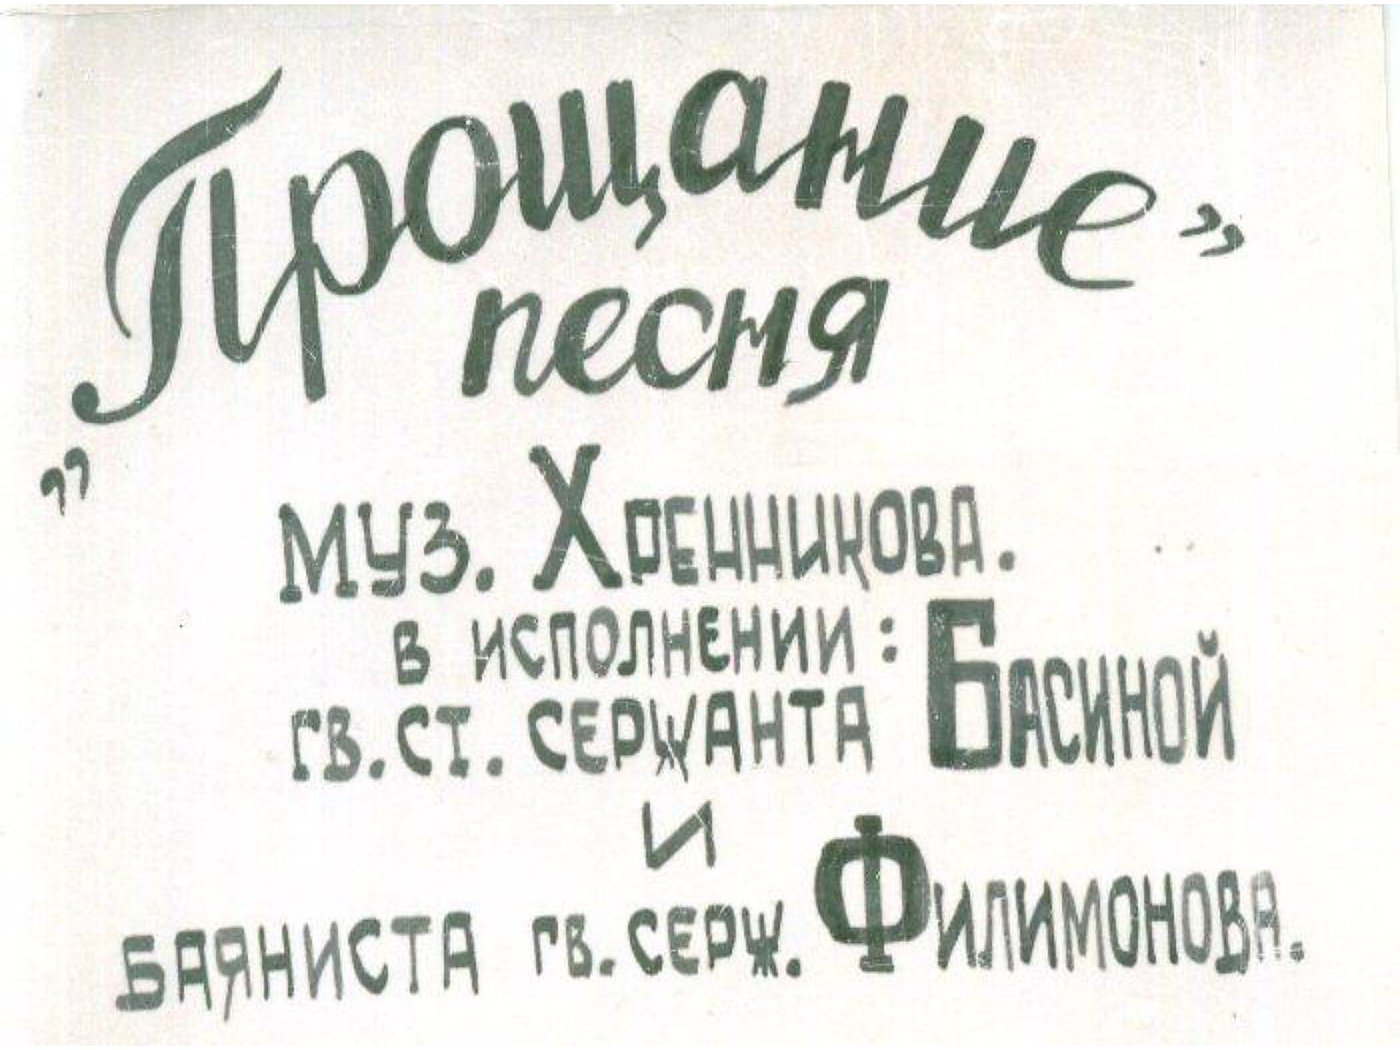 „Прощание”
песня
муз. Хренникова.
в исполнении:
гв. ст. сержанта Басиной
и
баяниста гв. серж. Филимонова.